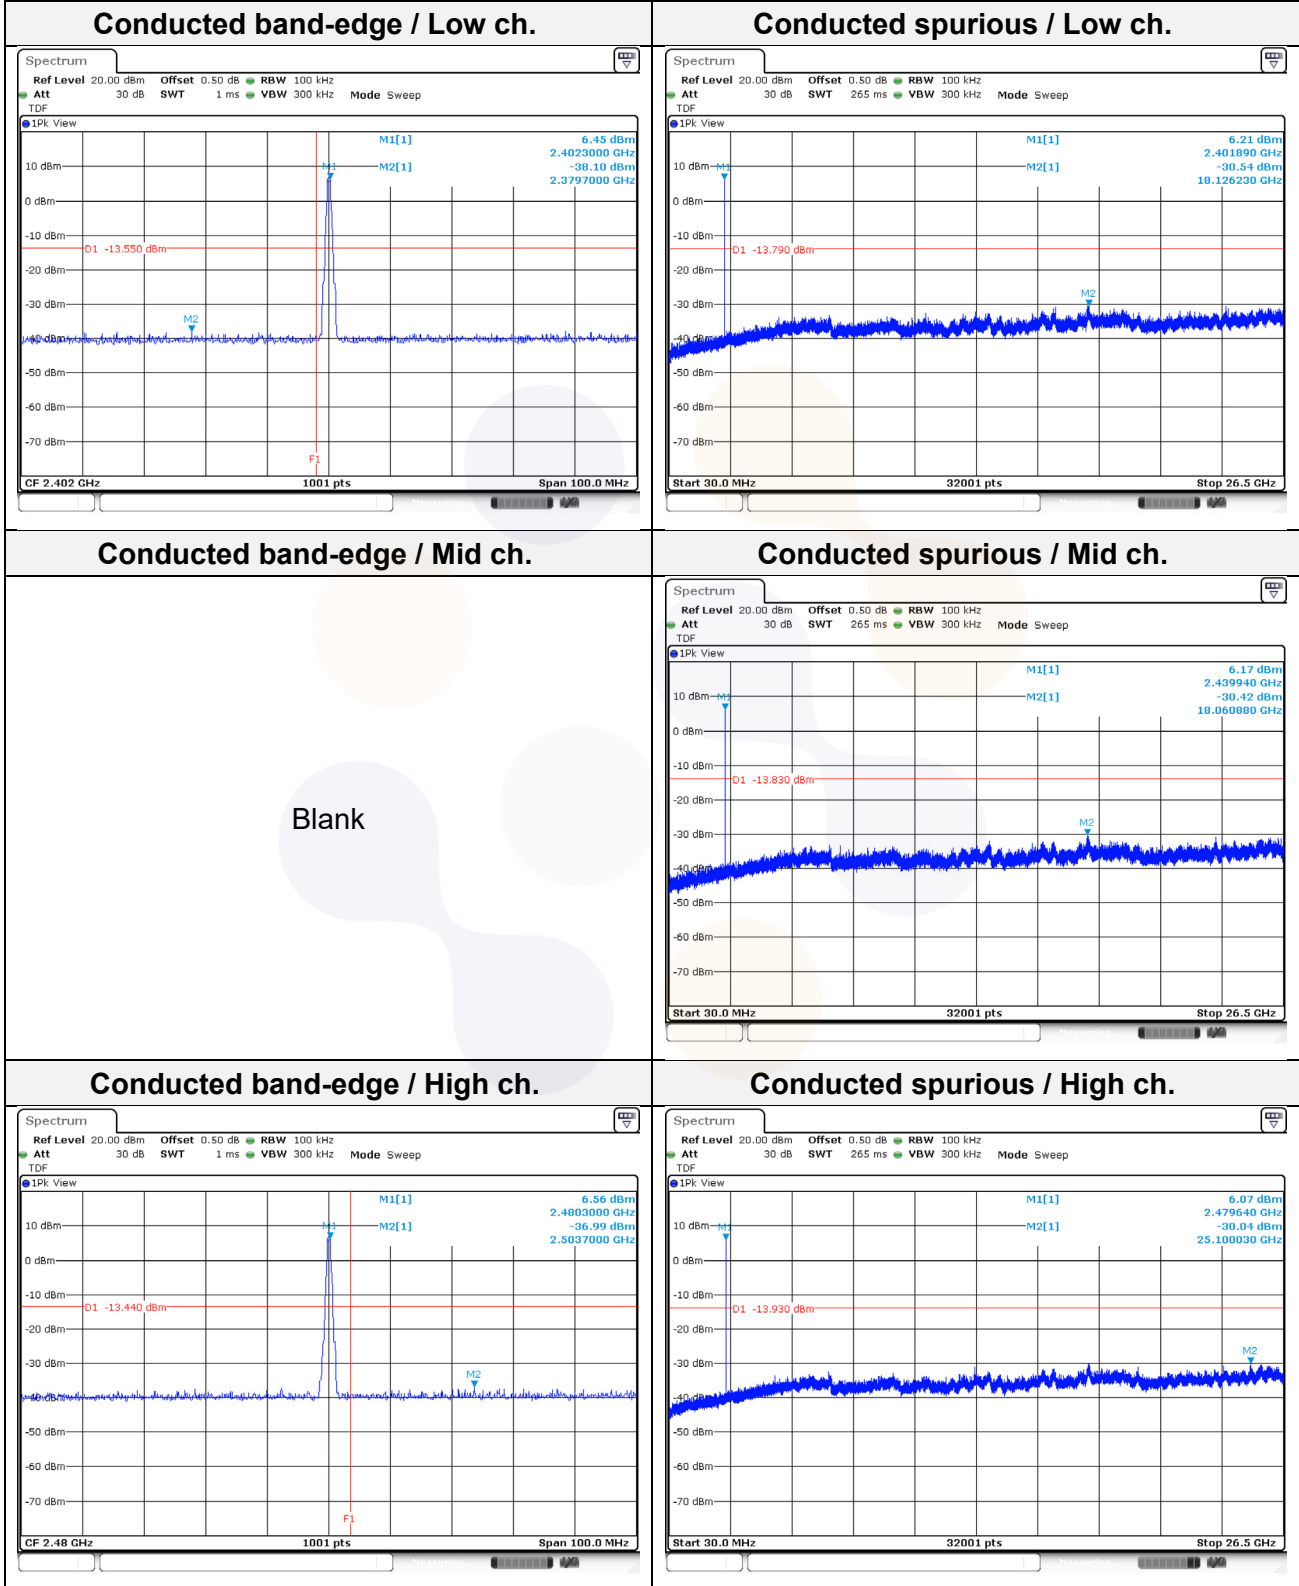 Conducted band-edge / Low ch.
Spectrum
Ref Level 20.00 dBm Offset 0.50 dB RBW 100 kHz
Att 30 dB SWT 1 ms VBW 300 kHz Mode Sweep
TDF
1Pk View
M1[1] 6.45 dBm
2.4023000 GHz
10 dBm M1 M2[1] -38.10 dBm
2.3797000 GHz
0 dBm
-10 dBm
D1 -13.550 dBm
-20 dBm
-30 dBm
M2
-40 dBm
-50 dBm
-60 dBm
-70 dBm
F1
CF 2.402 GHz 1001 pts Span 100.0 MHz
Conducted spurious / Low ch.
Spectrum
Ref Level 20.00 dBm Offset 0.50 dB RBW 100 kHz
Att 30 dB SWT 265 ms VBW 300 kHz Mode Sweep
TDF
1Pk View
M1[1] 6.21 dBm
2.401890 GHz
10 dBm M1 M2[1] -30.54 dBm
18.126230 GHz
0 dBm
-10 dBm
D1 -13.790 dBm
-20 dBm
-30 dBm M2
-40 dBm
-50 dBm
-60 dBm
-70 dBm
Start 30.0 MHz 32001 pts Stop 26.5 GHz
Conducted band-edge / Mid ch.
Blank
Conducted spurious / Mid ch.
Spectrum
Ref Level 20.00 dBm Offset 0.50 dB RBW 100 kHz
Att 30 dB SWT 265 ms VBW 300 kHz Mode Sweep
TDF
1Pk View
M1[1] 6.17 dBm
2.439940 GHz
10 dBm M1 M2[1] -30.42 dBm
18.060880 GHz
0 dBm
-10 dBm
D1 -13.830 dBm
-20 dBm
M2
-30 dBm
-40 dBm
-50 dBm
-60 dBm
-70 dBm
Start 30.0 MHz 32001 pts Stop 26.5 GHz
Conducted band-edge / High ch.
Spectrum
Ref Level 20.00 dBm Offset 0.50 dB RBW 100 kHz
Att 30 dB SWT 1 ms VBW 300 kHz Mode Sweep
TDF
1Pk View
M1[1] 6.56 dBm
2.4803000 GHz
10 dBm M1 M2[1] -36.99 dBm
2.5037000 GHz
0 dBm
-10 dBm
D1 -13.440 dBm
-20 dBm
-30 dBm
M2
-40 dBm
-50 dBm
-60 dBm
-70 dBm
F1
CF 2.48 GHz 1001 pts Span 100.0 MHz
Conducted spurious / High ch.
Spectrum
Ref Level 20.00 dBm Offset 0.50 dB RBW 100 kHz
Att 30 dB SWT 265 ms VBW 300 kHz Mode Sweep
TDF
1Pk View
M1[1] 6.07 dBm
2.479640 GHz
10 dBm M1 M2[1] -30.04 dBm
25.100030 GHz
0 dBm
-10 dBm
D1 -13.930 dBm
-20 dBm
M2
-30 dBm
-40 dBm
-50 dBm
-60 dBm
-70 dBm
Start 30.0 MHz 32001 pts Stop 26.5 GHz